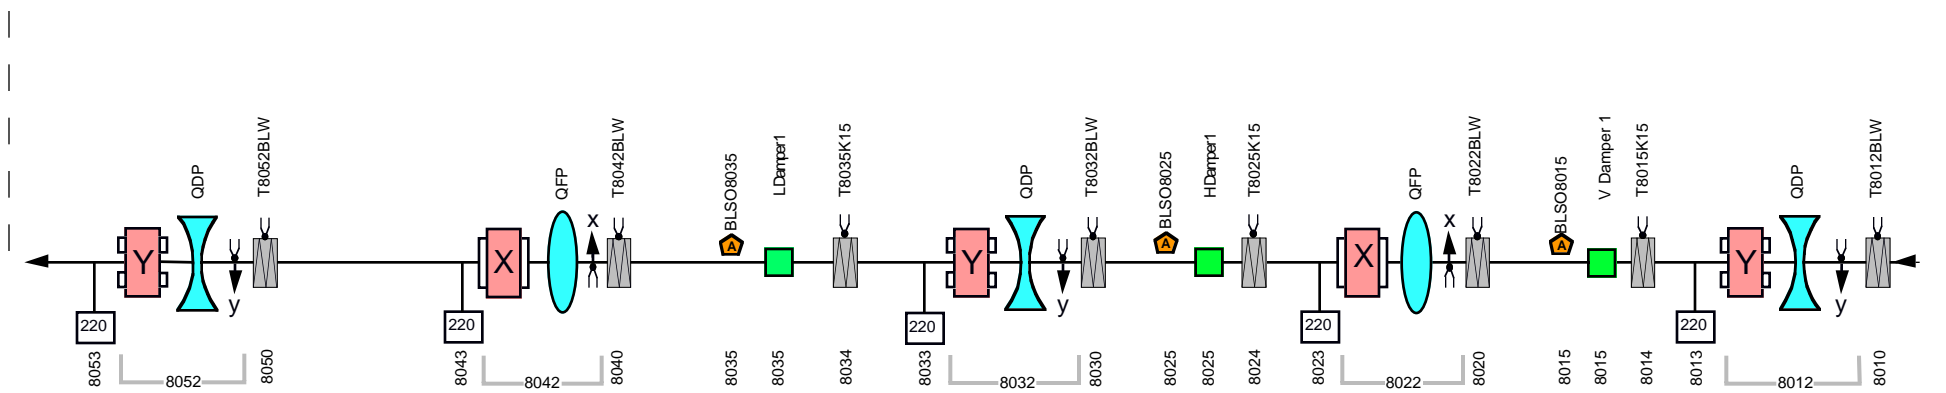 QDP
T8052BLW
QFP
T8042BLW
BLSO8035
LDamper1
T8035K15
QDP
T8032BLW
BLSO8025
HDamper1
T8025K15
QFP
T8022BLW
BLSO8015
V Damper 1
T8015K15
QDP
T8012BLW
x
x
A
A
A
Y
X
Y
X
Y
y
y
y
220
220
220
220
220
8053
8050
8043
8040
8035
8035
8034
8033
8030
8025
8025
8024
8023
8020
8015
8015
8014
8013
8010
8052
8042
8032
8022
8012